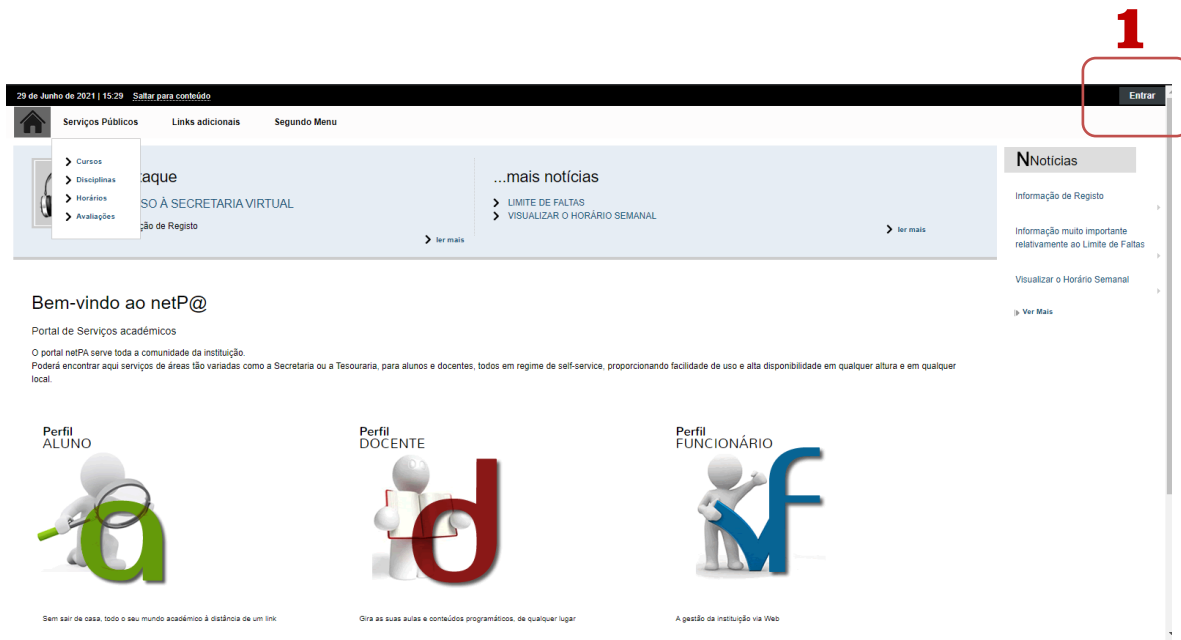 1
29 de Junho de 2021 | 15:29 Saltar para conteúdo
Entrar
Serviços Públicos Links adicionais Segundo Menu
Cursos
Disciplinas
Horários
Avaliações
aque
SO À SECRETARIA VIRTUAL
ção de Registo
ler mais
...mais notícias
LIMITE DE FALTAS
VISUALIZAR O HORÁRIO SEMANAL
ler mais
NNoticias
Informação de Registo
Informação muito importante
relativamente ao Limite de Faltas
Visualizar o Horário Semanal
Ver Mais
Bem-vindo ao netP@
Portal de Serviços académicos
O portal netPA serve toda a comunidade da instituição.
Poderá encontrar aqui serviços de áreas tão variadas como a Secretaria ou a Tesouraria, para alunos e docentes, todos em regime de self-service, proporcionando facilidade de uso e alta disponibilidade em qualquer altura e em qualquer
local.
Perfil
ALUNO
a
Sem sair de casa, todo o seu mundo académico à distância de um link
Perfil
DOCENTE
d
Gira as suas aulas e conteúdos programáticos, de qualquer lugar
Perfil
FUNCIONÁRIO
f
A gestão da instituição via Web